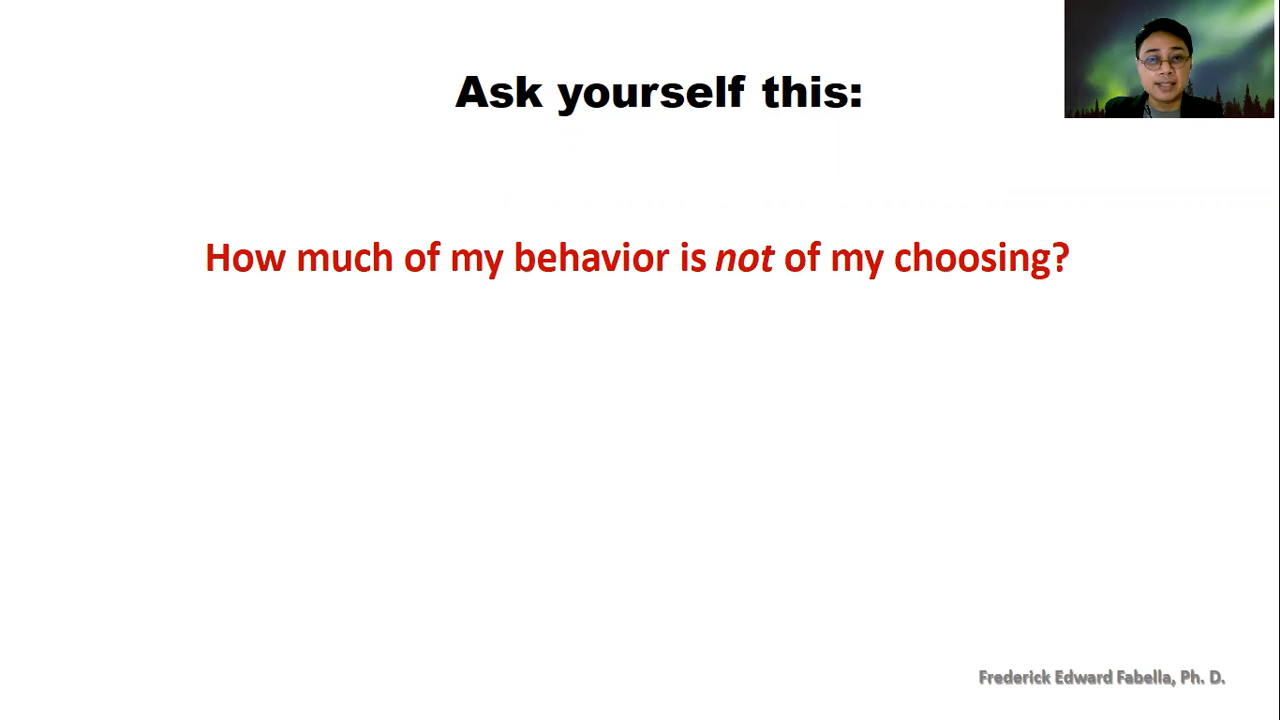 Ask yourself this:
How much of my behavior is not of my choosing?
Frederick Edward Fabella, Ph. D.